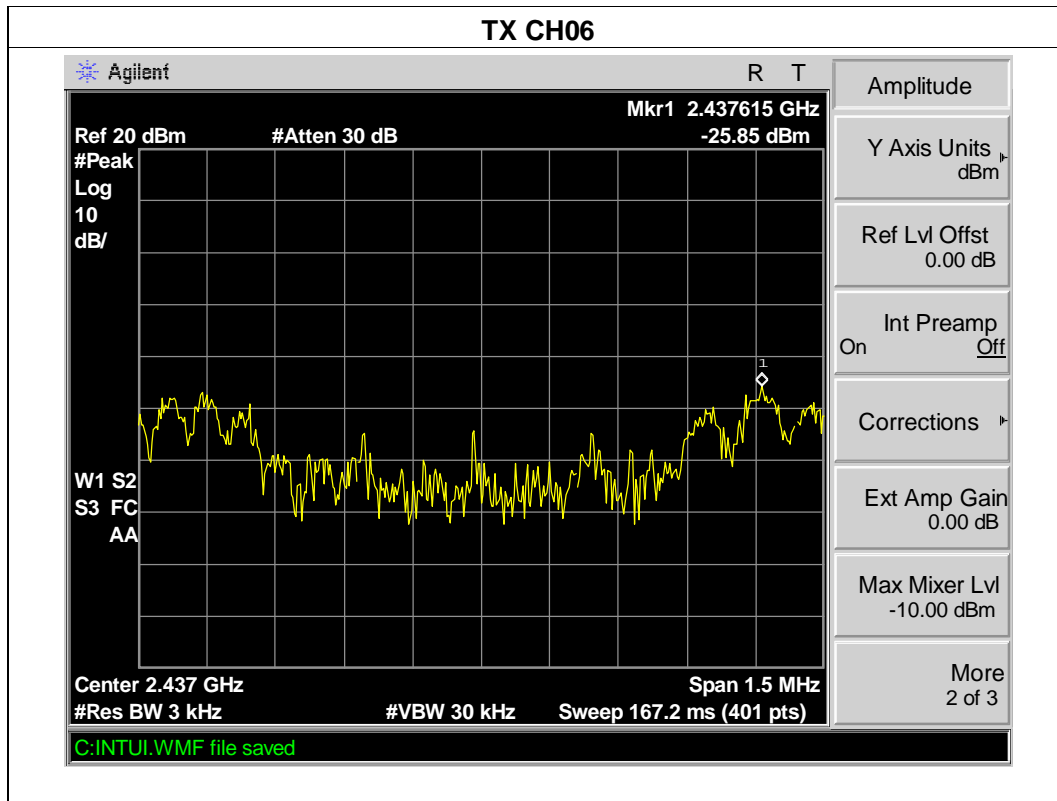 TX CH06
Agilent R T
Mkr1 2.437615 GHz
Ref 20 dBm #Atten 30 dB -25.85 dBm
#Peak
Log
10
dB/
1
W1 S2
S3 FC
AA
Center 2.437 GHz Span 1.5 MHz
#Res BW 3 kHz #VBW 30 kHz Sweep 167.2 ms (401 pts)
C:INTUI.WMF file saved
Amplitude
Y Axis Units
dBm
Ref Lvl Offst
0.00 dB
Int Preamp
On Off
Corrections
Ext Amp Gain
0.00 dB
Max Mixer Lvl
-10.00 dBm
More
2 of 3